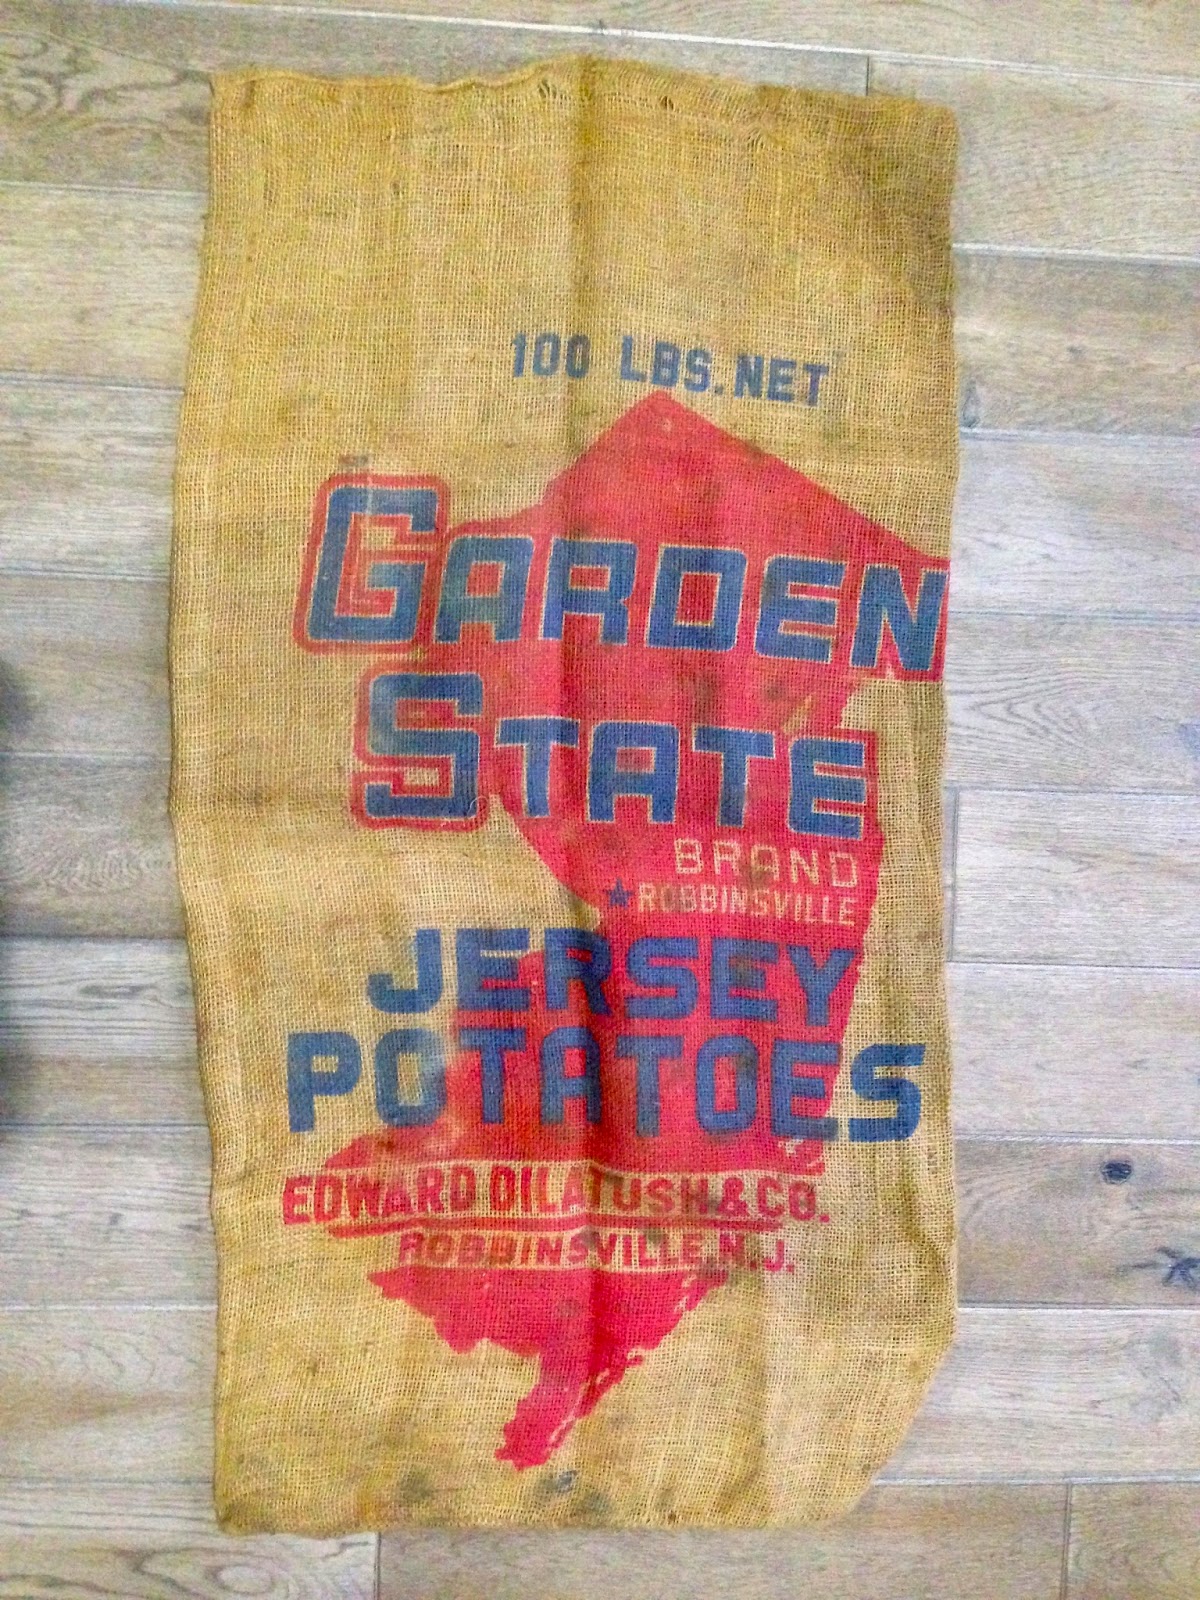 100 LBS. NET
GARDEN
STATE
BRAND
★ROBBINSVILLE
JERSEY
POTATOES
EDWARD DILATUSH & CO.
ROBBINSVILLE, N.J.